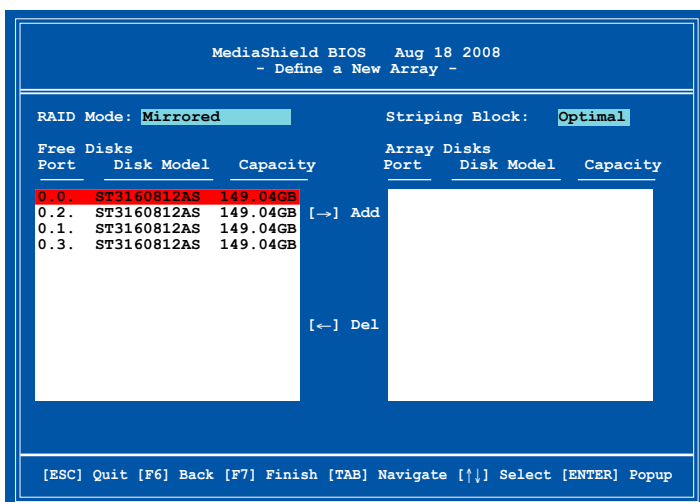 MediaShield BIOS Aug 18 2008
- Define a New Array -
RAID Mode: Mirrored Striping Block: Optimal
Free Disks Array Disks
Port Disk Model Capacity Port Disk Model Capacity
0.0. ST3160812AS 149.04GB
0.2. ST3160812AS 149.04GB [→] Add
0.1. ST3160812AS 149.04GB
0.3. ST3160812AS 149.04GB
[←] Del
[ESC] Quit [F6] Back [F7] Finish [TAB] Navigate [↑↓] Select [ENTER] Popup